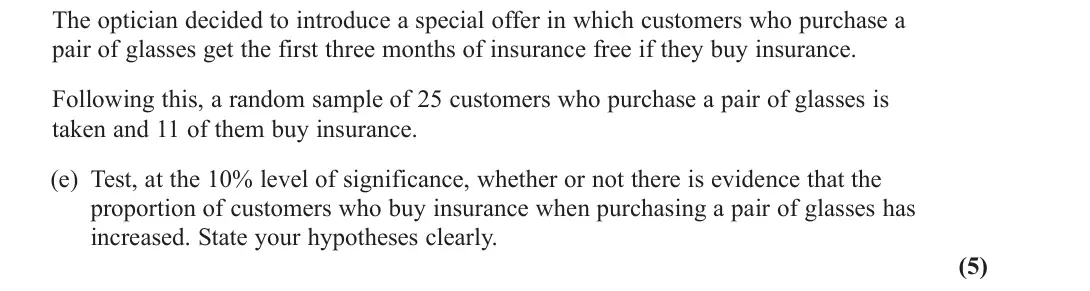 The optician decided to introduce a special offer in which customers who purchase a
pair of glasses get the first three months of insurance free if they buy insurance.
Following this, a random sample of 25 customers who purchase a pair of glasses is
taken and 11 of them buy insurance.
(e) Test, at the 10% level of significance, whether or not there is evidence that the
proportion of customers who buy insurance when purchasing a pair of glasses has
increased. State your hypotheses clearly.
(5)